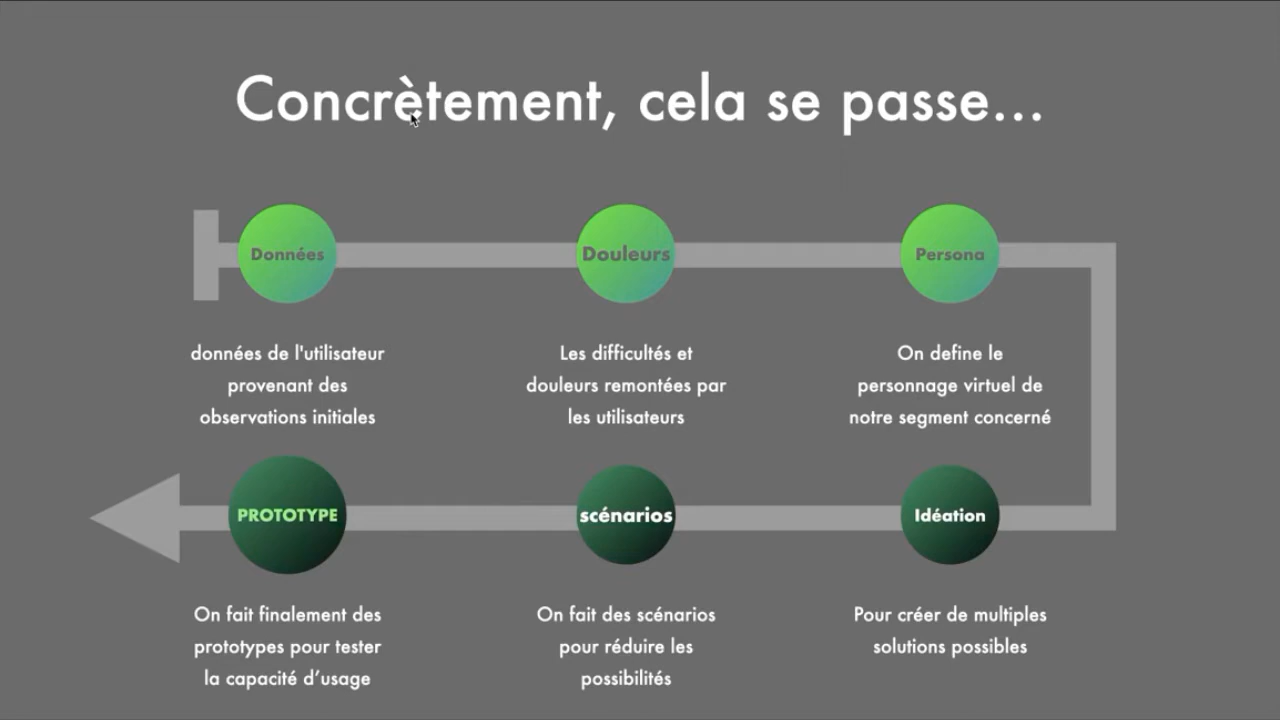 Concrètement, cela se passe...
Données
Douleurs
Persona
données de l'utilisateur
provenant des
observations initiales
Les difficultés et
douleurs remontées par
les utilisateurs
On define le
personnage virtuel de
notre segment concerné
Idéation
scénarios
PROTOTYPE
Pour créer de multiples
solutions possibles
On fait des scénarios
pour réduire les
possibilités
On fait finalement des
prototypes pour tester
la capacité d’usage